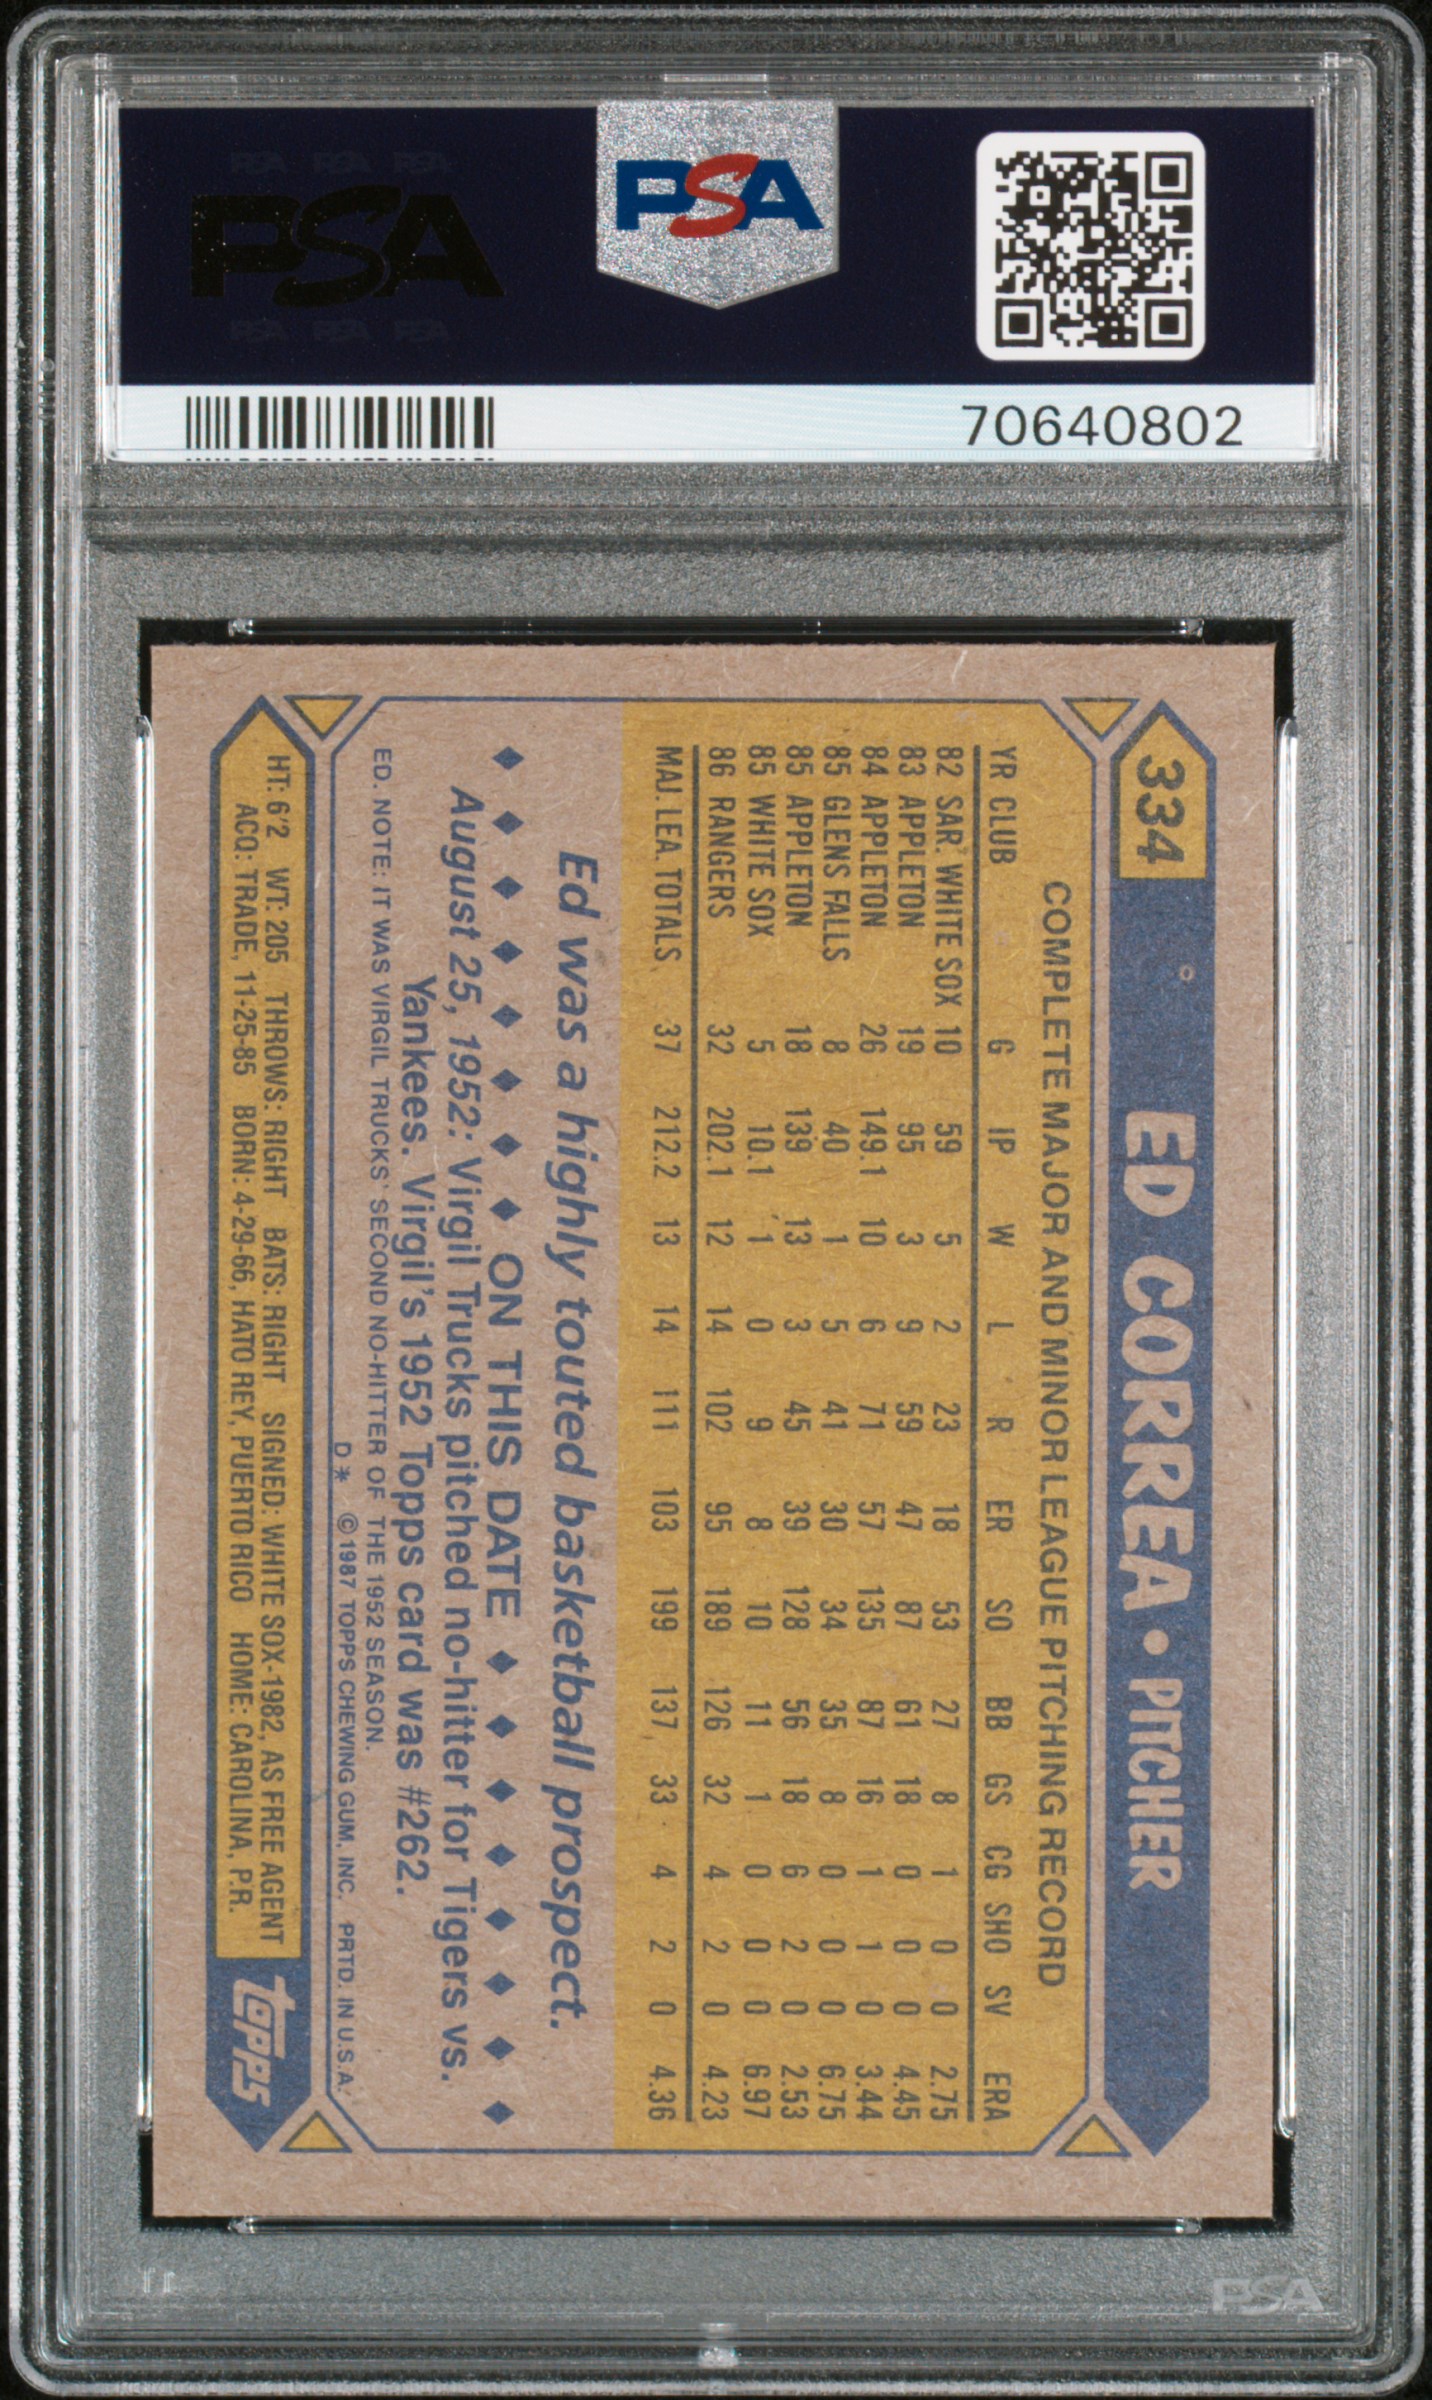 PSA PSA PSA
PSA
PSA PSA PSA
PSA
70640802
334
ED CORREA • PITCHER
COMPLETE MAJOR AND MINOR LEAGUE PITCHING RECORD
YR CLUB G IP W L R ER SO BB GS CG SHO SV ERA
82 SAR. WHITE SOX 10 59 5 2 23 18 53 27 8 1 0 0 2.75
83 APPLETON 19 95 3 9 59 47 87 61 18 0 0 0 4.45
84 APPLETON 26 149.1 10 6 71 57 135 87 16 1 1 0 3.44
85 GLENS FALLS 8 40 1 5 41 30 34 35 8 0 0 0 6.75
85 APPLETON 18 139 13 3 45 39 128 56 18 6 2 0 2.53
85 WHITE SOX 5 10.1 1 0 9 8 10 11 1 0 0 0 6.97
86 RANGERS 32 202.1 12 14 102 95 189 126 32 4 2 0 4.23
MAJ. LEA. TOTALS 37 212.2 13 14 111 103 199 137 33 4 2 0 4.36
Ed was a highly touted basketball prospect.
♦ ♦ ♦ ♦ ♦ ♦ ♦ ♦ ON THIS DATE ♦ ♦ ♦ ♦ ♦ ♦ ♦ ♦
August 25, 1952: Virgil Trucks pitched no-hitter for Tigers vs.
Yankees. Virgil's 1952 Topps card was #262.
ED. NOTE: IT WAS VIRGIL TRUCKS' SECOND NO-HITTER OF THE 1952 SEASON.
D* ©1987 TOPPS CHEWING GUM, INC. PRTD. IN U.S.A.
HT: 6'2 WT: 205 THROWS: RIGHT BATS: RIGHT SIGNED: WHITE SOX-1982, AS FREE AGENT
ACQ: TRADE, 11-25-85 BORN: 4-29-66, HATO REY, PUERTO RICO HOME: CAROLINA, P.R.
topps
PSA